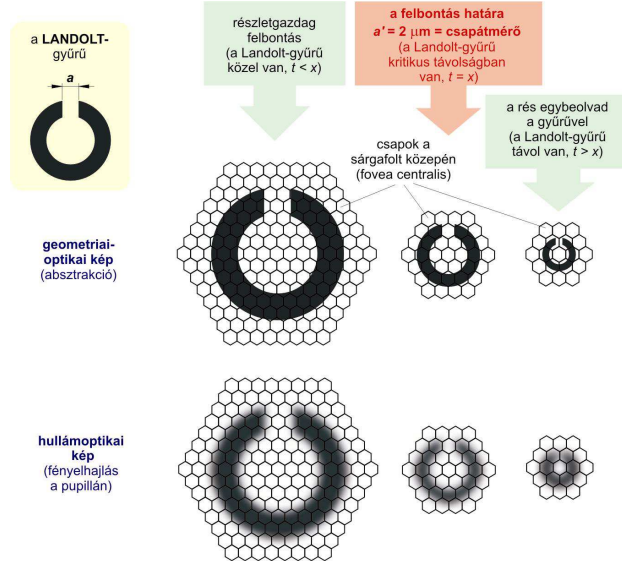 a LANDOLT-
gyűrű
a
részletgazdag
felbontás
(a Landolt-gyűrű
közel van, t < x)
a felbontás határa
a' = 2 μm = csapátmérő
(a Landolt-gyűrű
kritikus távolságban
van, t = x)
a rés egybeolvad
a gyűrűvel
(a Landolt-gyűrű
távol van, t > x)
csapok a
sárgafolt közepén
(fovea centralis)
geometriai-
optikai kép
(absztrakció)
hullámoptikai
kép
(fényelhajlás
a pupillán)